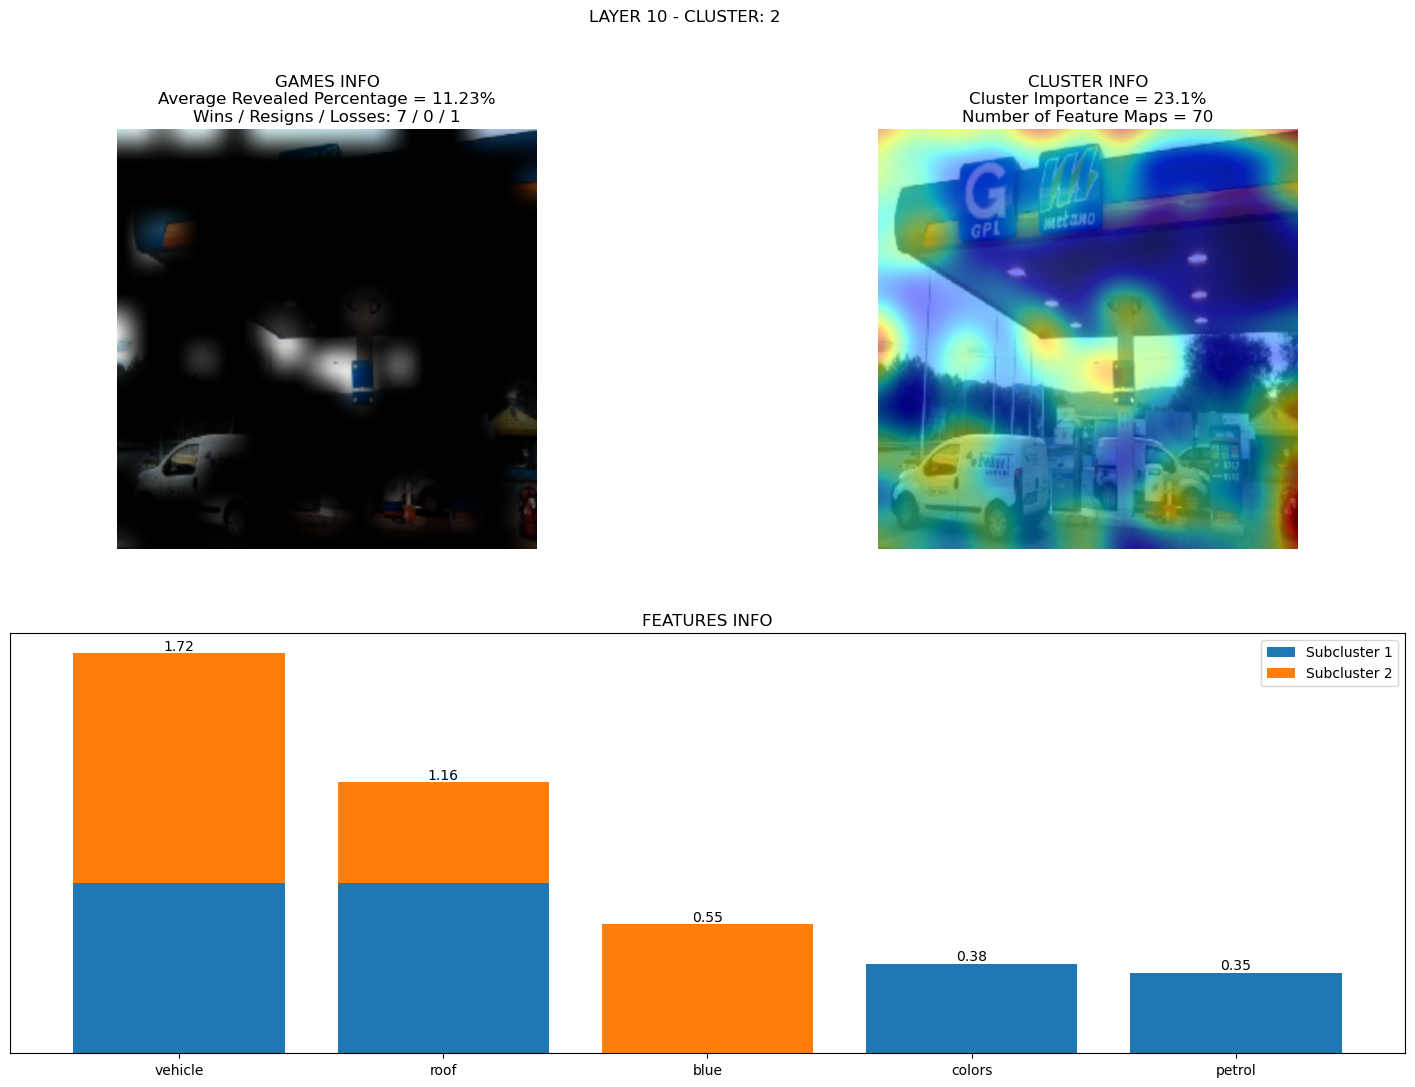 LAYER 10 - CLUSTER: 2
GAMES INFO
Average Revealed Percentage = 11.23%
Wins / Resigns / Losses: 7 / 0 / 1
CLUSTER INFO
Cluster Importance = 23.1%
Number of Feature Maps = 70
G
GPL
metano
FEATURES INFO
Subcluster 1
Subcluster 2
1.72
1.16
0.55
0.38
0.35
vehicle
roof
blue
colors
petrol